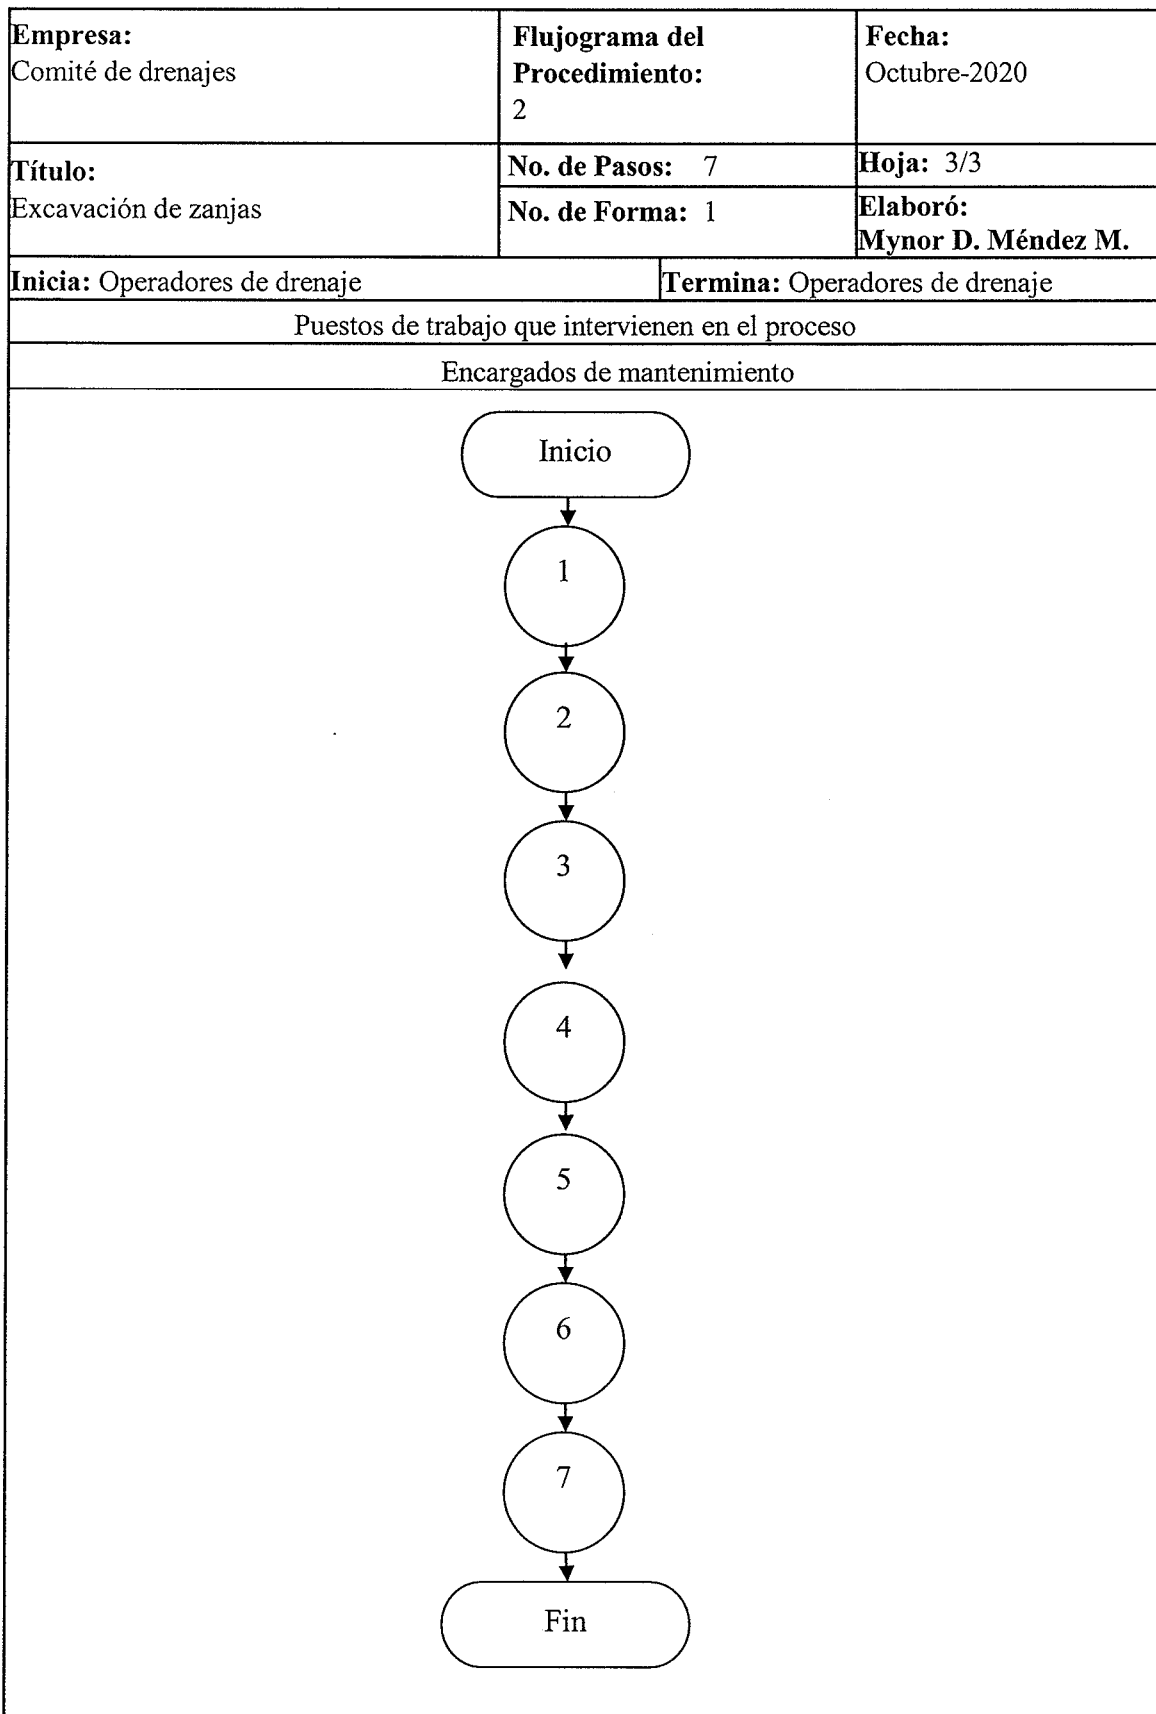 Empresa:
Comité de drenajes
Flujograma del
Procedimiento:
2
Fecha:
Octubre-2020
Título:
Excavación de zanjas
No. de Pasos: 7
Hoja: 3/3
No. de Forma: 1
Elaboró:
Mynor D. Méndez M.
Inicia: Operadores de drenaje
Termina: Operadores de drenaje
Puestos de trabajo que intervienen en el proceso
Encargados de mantenimiento
Inicio
1
2
3
4
5
6
7
Fin